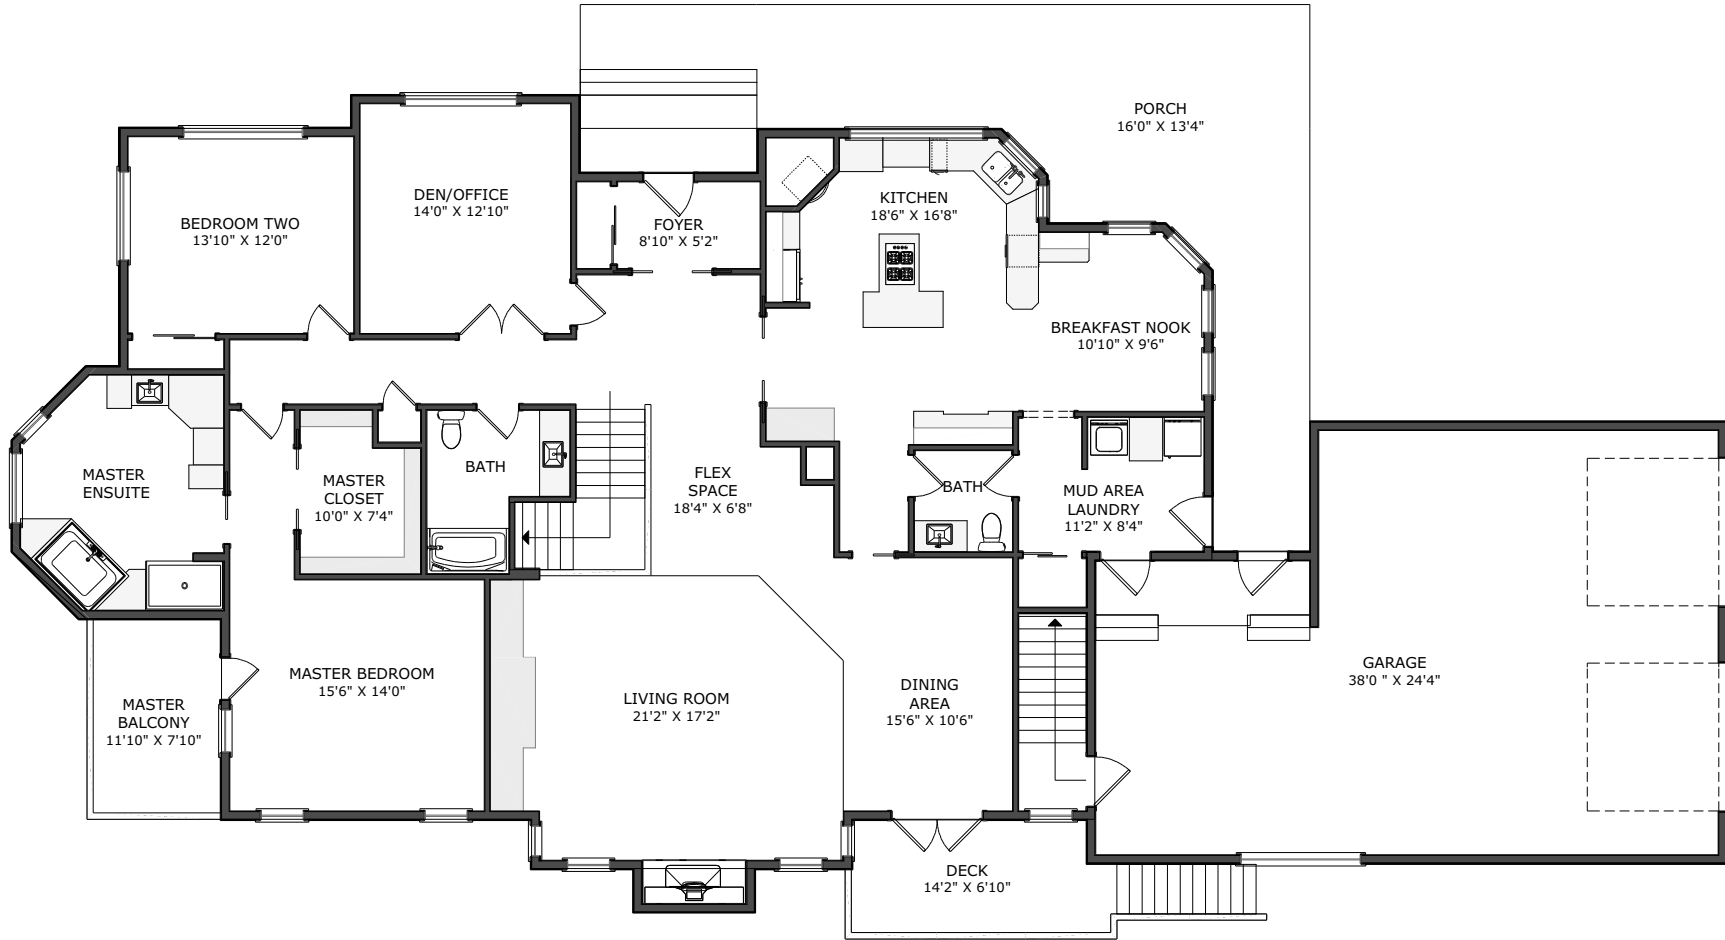 PORCH
16'0" X 13'4"
DEN/OFFICE
14'0" X 12'10"
KITCHEN
18'6" X 16'8"
BEDROOM TWO
13'10" X 12'0"
FOYER
8'10" X 5'2"
BREAKFAST NOOK
10'10" X 9'6"
MASTER
ENSUITE
MASTER
CLOSET
10'0" X 7'4"
BATH
FLEX
SPACE
18'4" X 6'8"
BATH
MUD AREA
LAUNDRY
11'2" X 8'4"
MASTER BEDROOM
15'6" X 14'0"
GARAGE
38'0 " X 24'4"
MASTER
BALCONY
11'10" X 7'10"
LIVING ROOM
21'2" X 17'2"
DINING
AREA
15'6" X 10'6"
DECK
14'2" X 6'10"